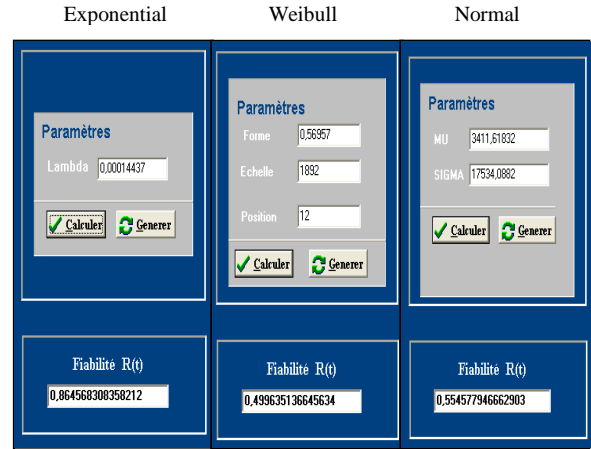 Exponential
Weibull
Normal
Paramètres
Lambda 0,00014437
Calculer Generer
Fiabilité R(t)
0,864568308358212
Paramètres
Forme 0,56957
Echelle 1892
Position 12
Calculer Generer
Fiabilité R(t)
0,499635136645634
Paramètres
MU 3411,61832
SIGMA 17534,0882
Calculer Generer
Fiabilité R(t)
0,554577946662903